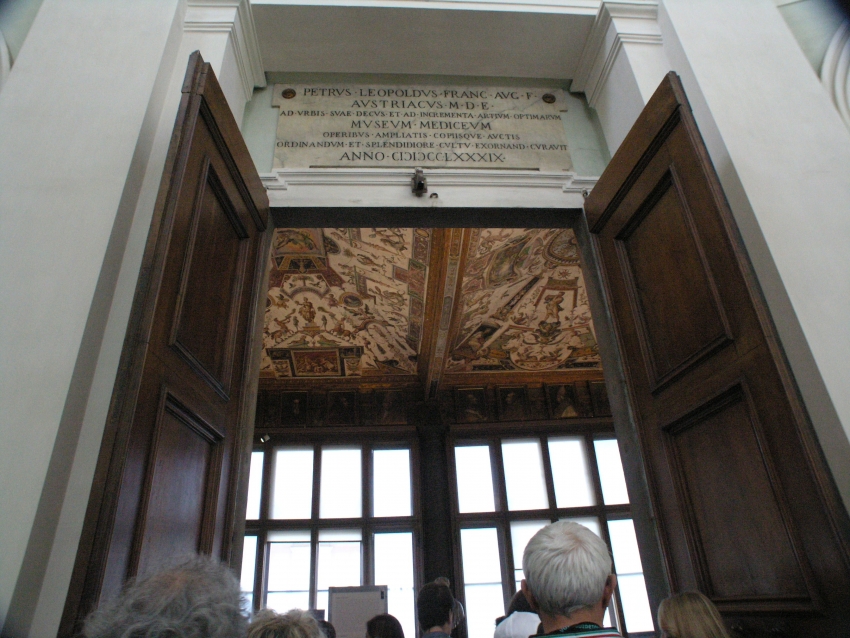 PETRVS·LEOPOLDVS·FRANC·AVG·F·
AVSTRIACVS·M·D·E·
AD·VRBIS·SVAE·DECVS·ET·AD·INCREMENTA·ARTIVM·OPTIMARVM
MVSEVM·MEDICEVM
OPERIBVS·AMPLIATIS·COPIISQVE·AVCTIS
ORDINANDVM·ET·SPLENDIDIORE·CVLTV·EXORNAND·CVRAVIT
ANNO·CIƆIƆCCLXXXIX·